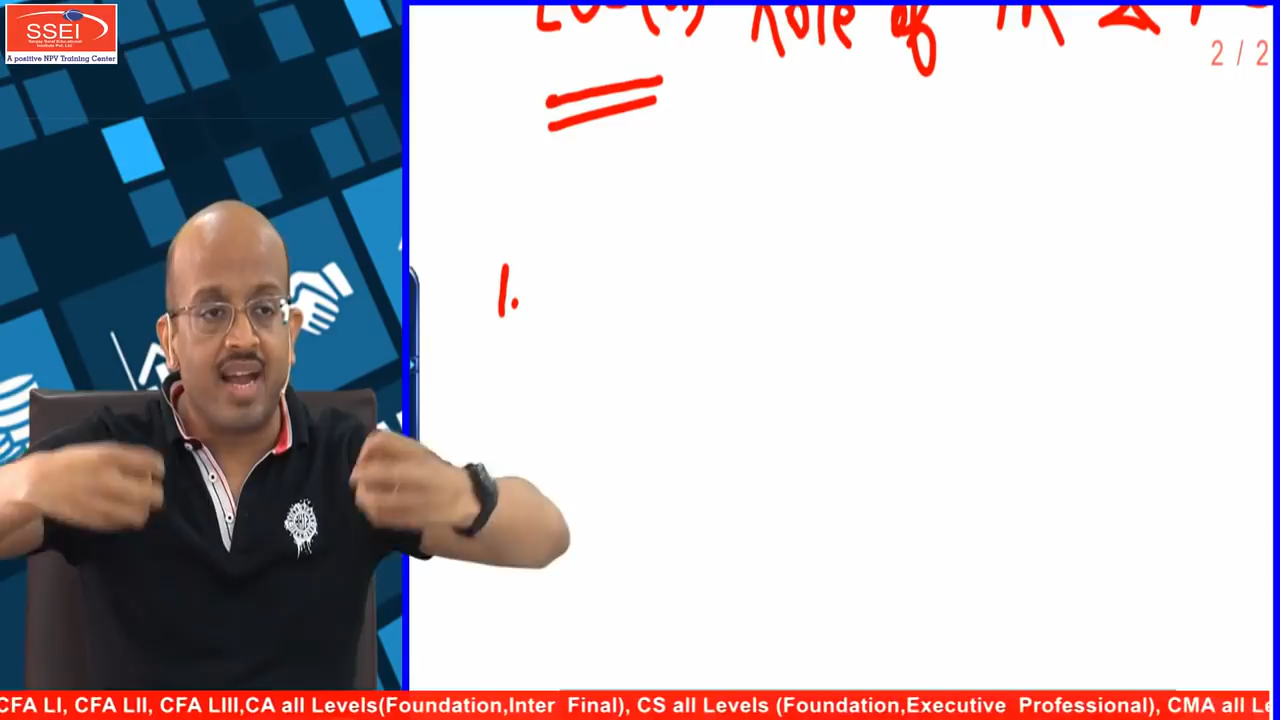 SSEI
A positive NPV Training Center
Role of
2 / 2
1.
CFA LI, CFA LII, CFA LIII,CA all Levels(Foundation,Inter Final), CS all Levels (Foundation,Executive Professional), CMA all